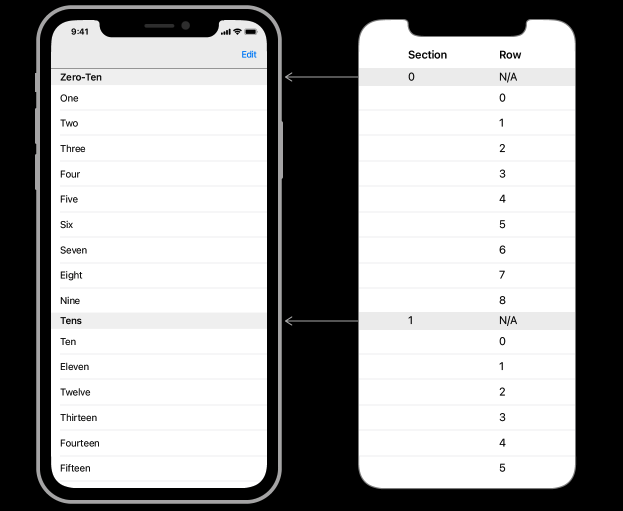 9:41
Edit
Section Row
Zero-Ten 0 N/A
One 0
Two 1
Three 2
Four 3
Five 4
Six 5
Seven 6
Eight 7
Nine 8
Tens 1 N/A
Ten 0
Eleven 1
Twelve 2
Thirteen 3
Fourteen 4
Fifteen 5